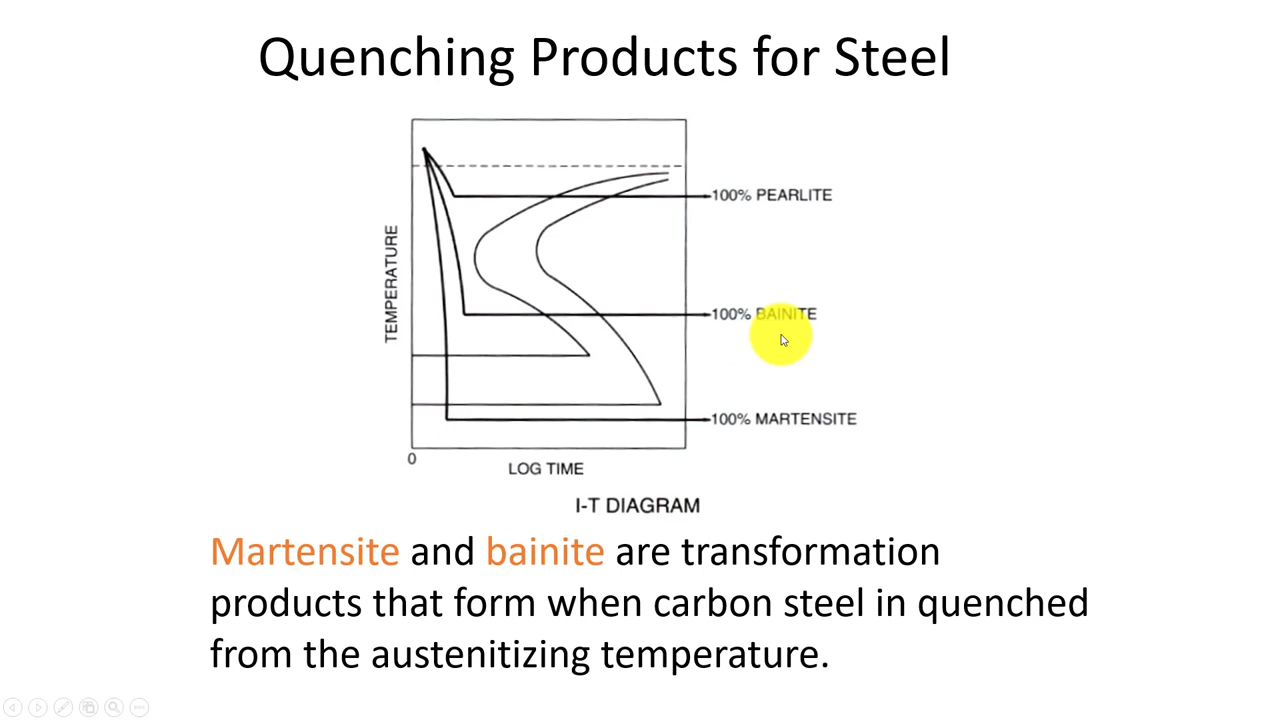 Quenching Products for Steel
100% PEARLITE
TEMPERATURE
100% BAINITE
100% MARTENSITE
0
LOG TIME
I-T DIAGRAM
Martensite and bainite are transformation
products that form when carbon steel in quenched
from the austenitizing temperature.